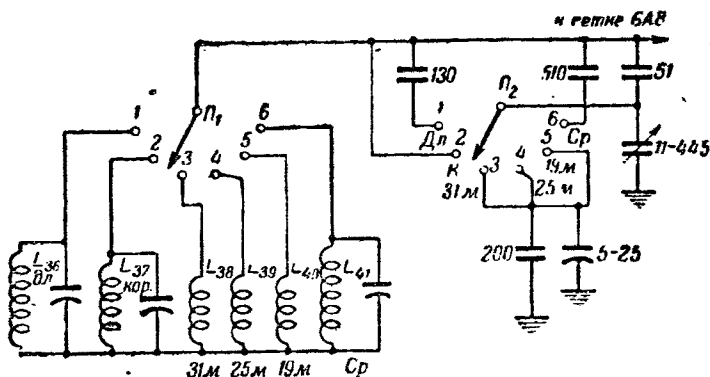 к сетке 6А8
130
510
51
1
2
П₁
3
4
5
6
1
Дл
2
К
П₂
6
Ср
5
19м
4
25м
3
31м
11-445
200
5-25
L₃₆
Дл
L₃₇
кор.
L₃₈
L₃₉
L₄₀
L₄₁
31м 25м 19м Ср